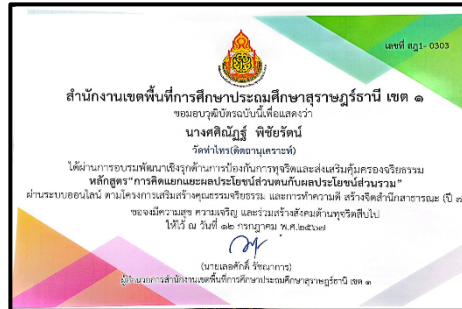 เลขที่ สฎ1- 0303
สำนักงานเขตพื้นที่การศึกษาประถมศึกษาสุราษฎร์ธานี เขต ๑
ขอมอบวุฒิบัตรฉบับนี้เพื่อแสดงว่า
นางศศิณัฏฐ์ พิชัยรัตน์
วัดท่าไทร(ดิตถานุเคราะห์)
ได้ผ่านการอบรมพัฒนาเชิงรุกด้านการป้องกันการทุจริตและส่งเสริมคุ้มครองจริยธรรม
หลักสูตร"การคิดแยกแยะผลประโยชน์ส่วนตนกับผลประโยชน์ส่วนรวม"
ผ่านระบบออนไลน์ ตามโครงการเสริมสร้างคุณธรรมจริยธรรม และการทำความดี สร้างจิตสำนึกสาธารณะ (ปี ๗
ขอจงมีความสุข ความเจริญ และร่วมสร้างสังคมต้านทุจริตสืบไป
ให้ไว้ ณ วันที่ ๑๒ กรกฎาคม พ.ศ.๒๕๖๗
(นายเลอศักดิ์ รัชณาการ)
ผู้อำนวยการสำนักงานเขตพื้นที่การศึกษาประถมศึกษาสุราษฎร์ธานี เขต ๑